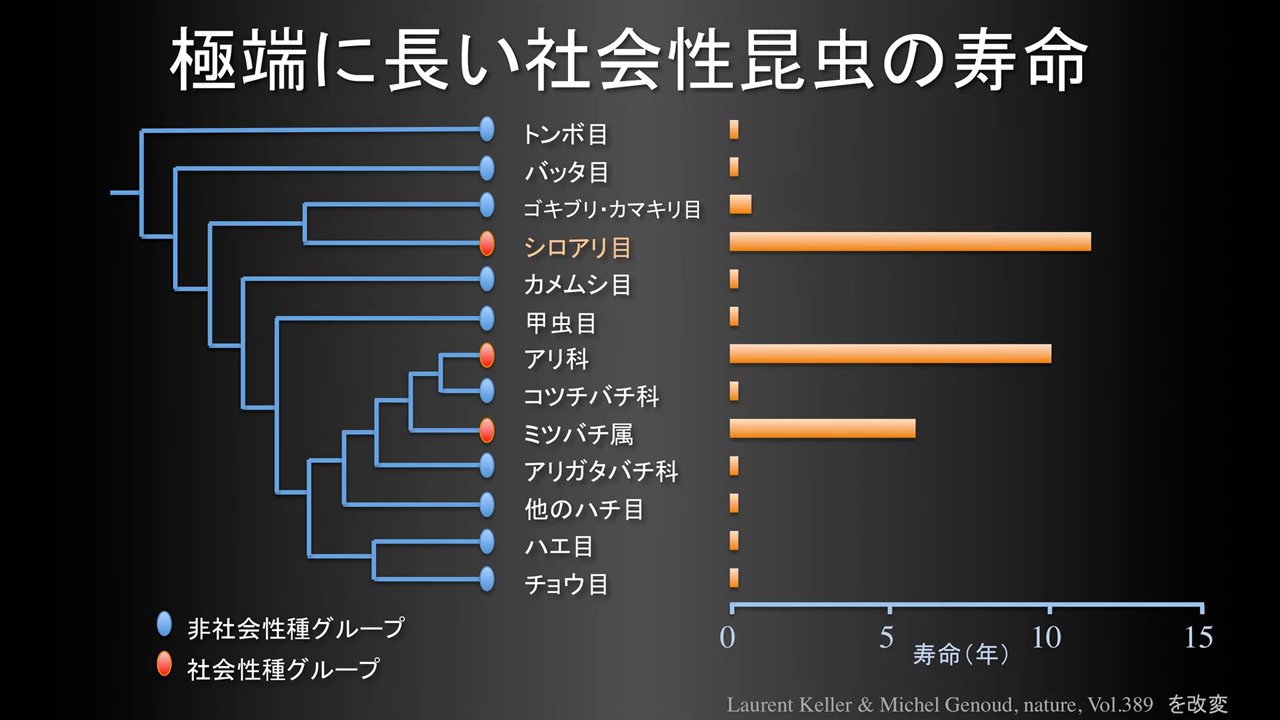 極端に長い社会性昆虫の寿命
トンボ目
バッタ目
ゴキブリ・カマキリ目
シロアリ目
カメムシ目
甲虫目
アリ科
コツチバチ科
ミツバチ属
アリガタバチ科
他のハチ目
ハエ目
チョウ目
非社会性種グループ
社会性種グループ
0 5 10 15
寿命（年）
Laurent Keller & Michel Genoud, nature, Vol.389 を改変